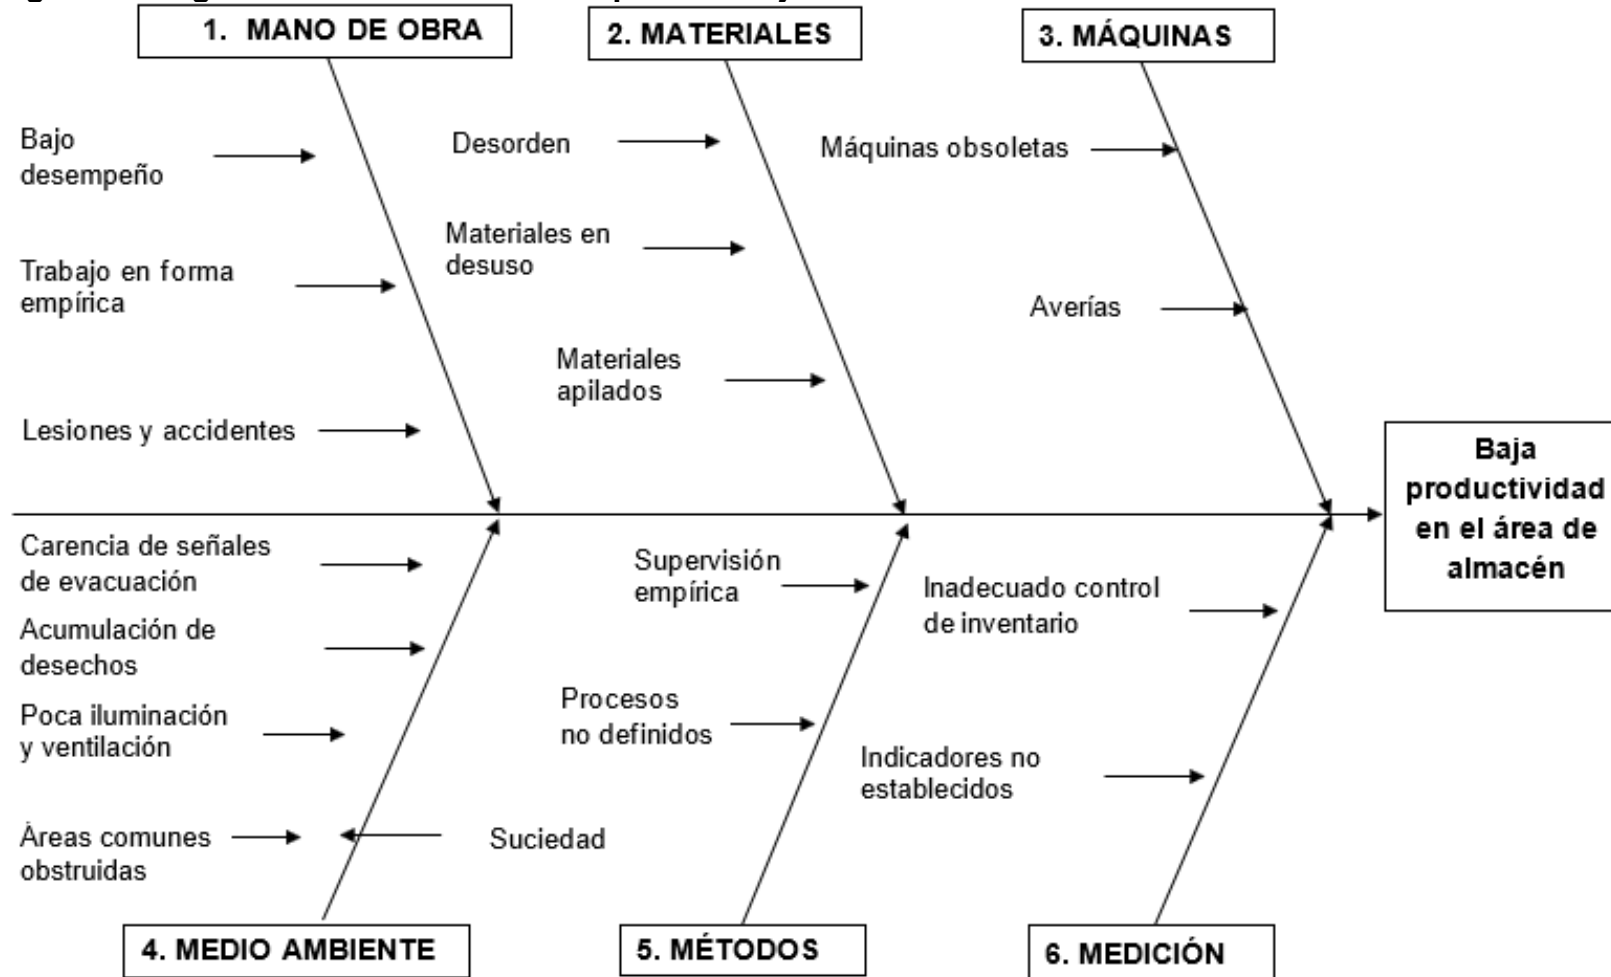 1. MANO DE OBRA
2. MATERIALES
3. MÁQUINAS
Bajo
desempeño
Trabajo en forma
empírica
Lesiones y accidentes
Desorden
Materiales en
desuso
Materiales
apilados
Máquinas obsoletas
Averías
Baja
productividad
en el área de
almacén
Carencia de señales
de evacuación
Acumulación de
desechos
Poca iluminación
y ventilación
Áreas comunes
obstruidas
Suciedad
Supervisión
empírica
Procesos
no definidos
Inadecuado control
de inventario
Indicadores no
establecidos
4. MEDIO AMBIENTE
5. MÉTODOS
6. MEDICIÓN